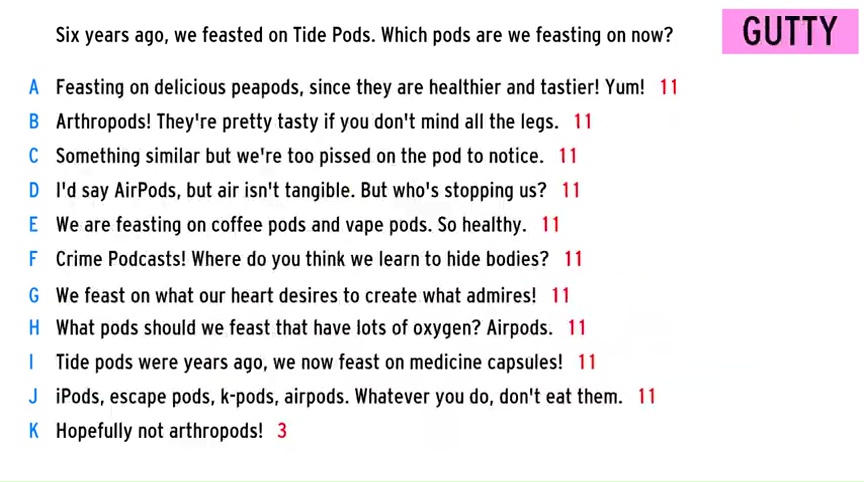 Six years ago, we feasted on Tide Pods. Which pods are we feasting on now?
GUTTY
A Feasting on delicious peapods, since they are healthier and tastier! Yum! 11
B Arthropods! They're pretty tasty if you don't mind all the legs. 11
C Something similar but we're too pissed on the pod to notice. 11
D I'd say AirPods, but air isn't tangible. But who's stopping us? 11
E We are feasting on coffee pods and vape pods. So healthy. 11
F Crime Podcasts! Where do you think we learn to hide bodies? 11
G We feast on what our heart desires to create what admires! 11
H What pods should we feast that have lots of oxygen? Airpods. 11
I Tide pods were years ago, we now feast on medicine capsules! 11
J iPods, escape pods, k-pods, airpods. Whatever you do, don't eat them. 11
K Hopefully not arthropods! 3